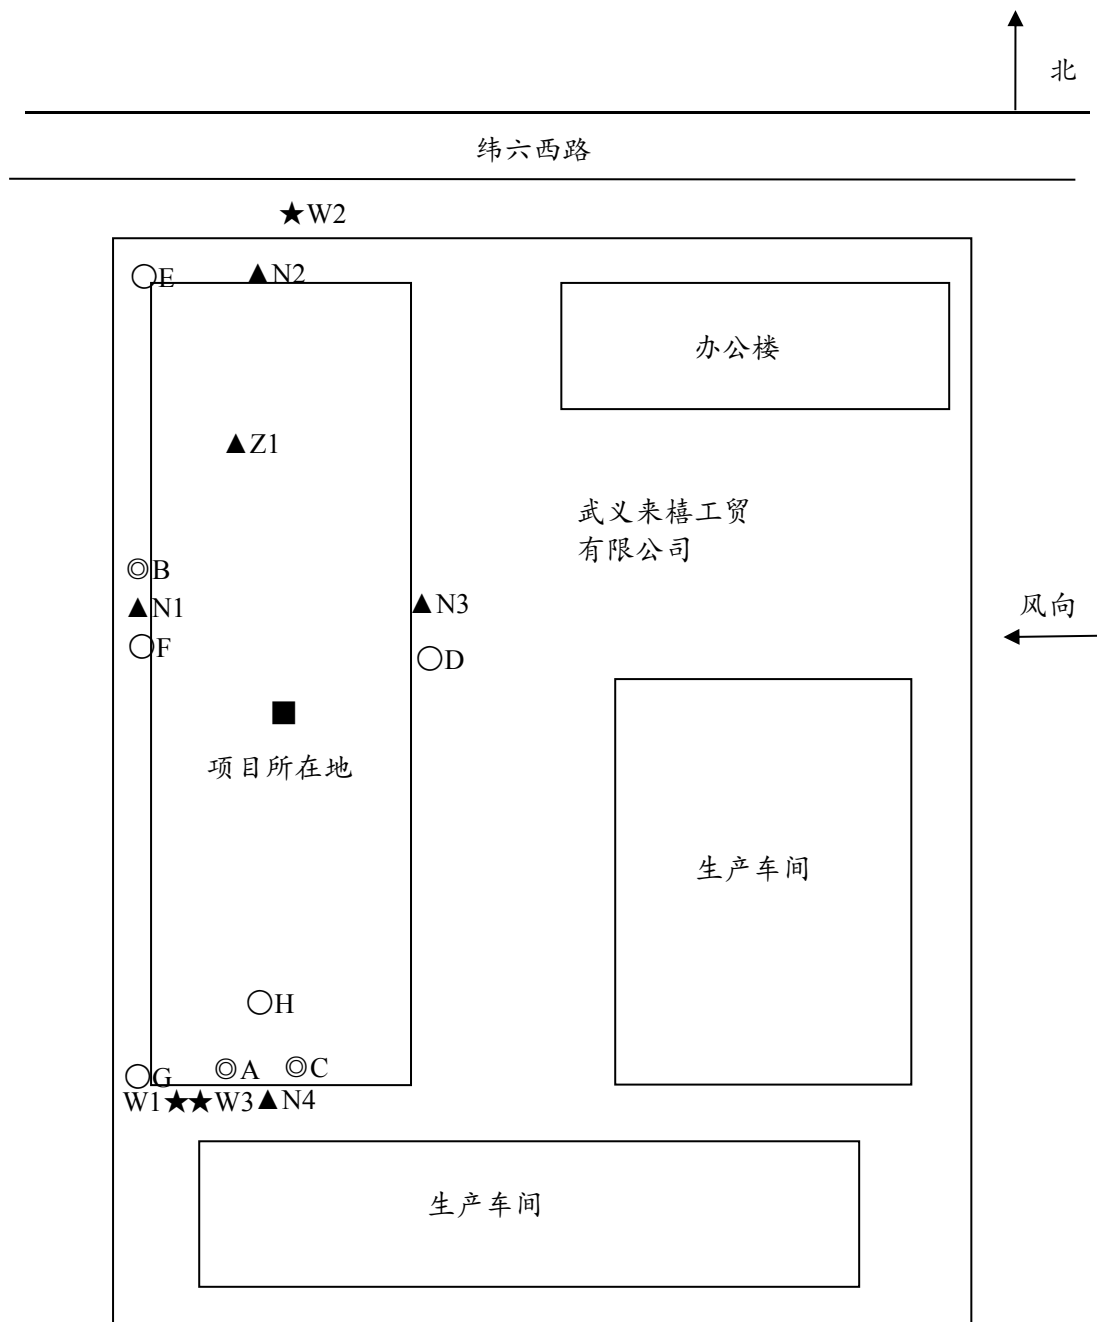 北
纬六西路
★W2
○E
▲N2
办公楼
▲Z1
武义来禧工贸
有限公司
◎B
▲N1
▲N3
风向
○F
○D
■
项目所在地
生产车间
○H
◎A
◎C
○G
W1★★W3▲N4
生产车间